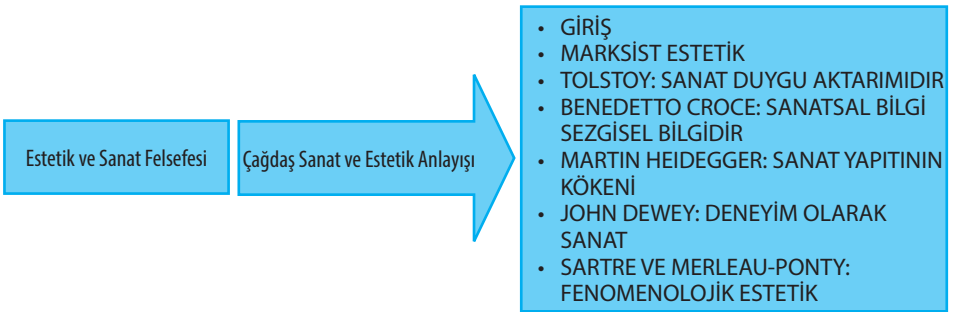 Estetik ve Sanat Felsefesi
Çağdaş Sanat ve Estetik Anlayışı
• GİRİŞ
• MARKSİST ESTETİK
• TOLSTOY: SANAT DUYGU AKTARIMIDIR
• BENEDETTO CROCE: SANATSAL BİLGİ
SEZGİSEL BİLGİDİR
• MARTIN HEIDEGGER: SANAT YAPITININ
KÖKENİ
• JOHN DEWEY: DENEYİM OLARAK
SANAT
• SARTRE VE MERLEAU-PONTY:
FENOMENOLOJİK ESTETİK